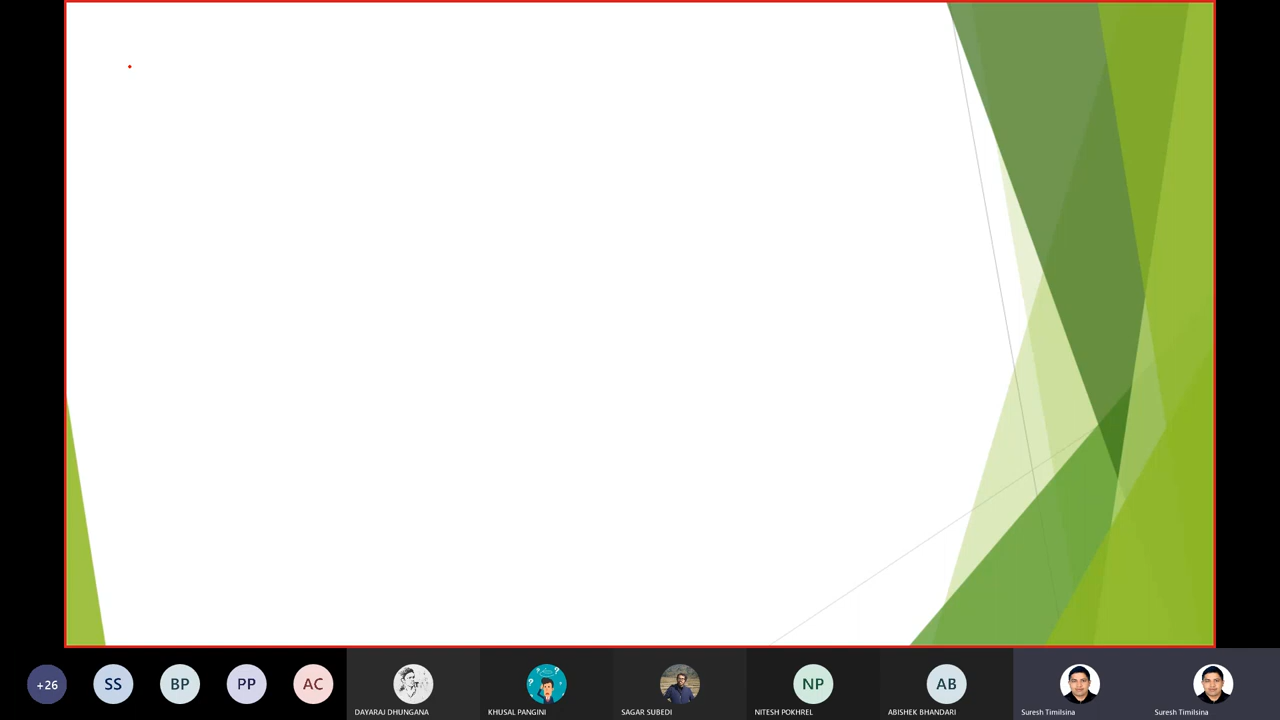 +26
SS
BP
PP
AC
DAYARAJ DHUNGANA
KHUSAL PANGINI
SAGAR SUBEDI
NP
NITESH POKHREL
AB
ABISHEK BHANDARI
Suresh Timilsina
Suresh Timilsina